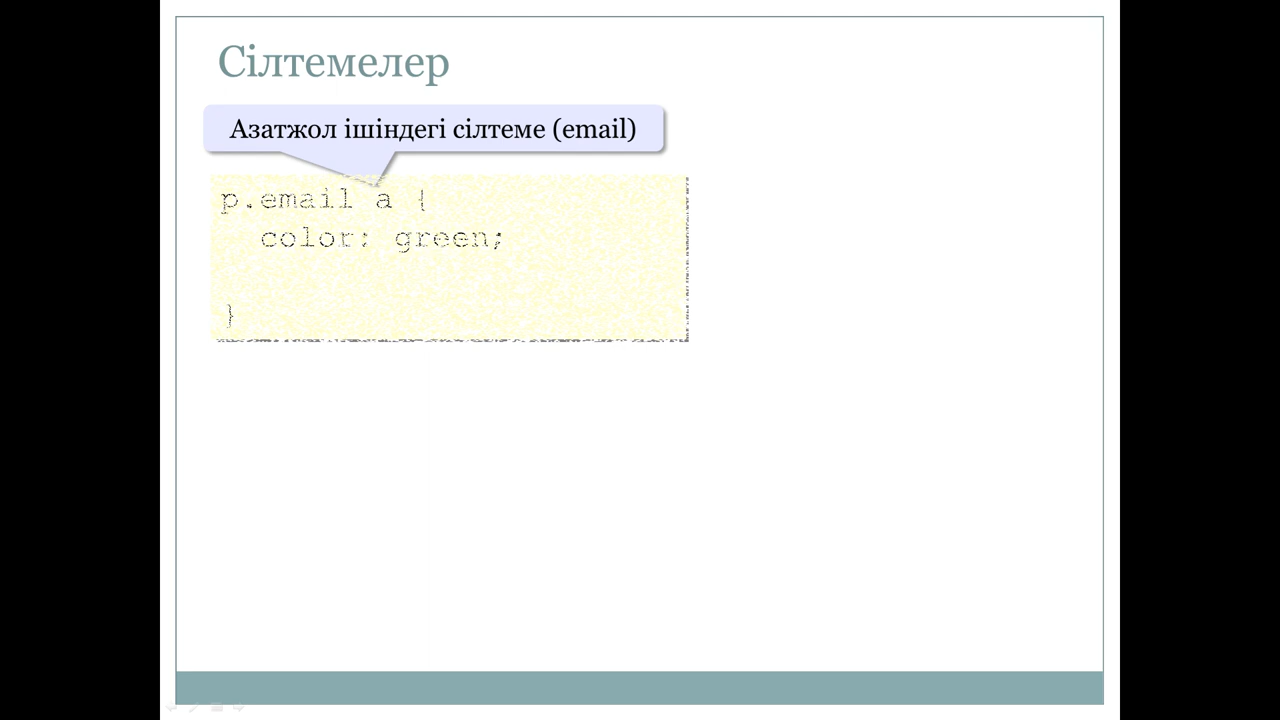 Сілтемелер
Азатжол ішіндегі сілтеме (email)
p.email a {
color: green;
}